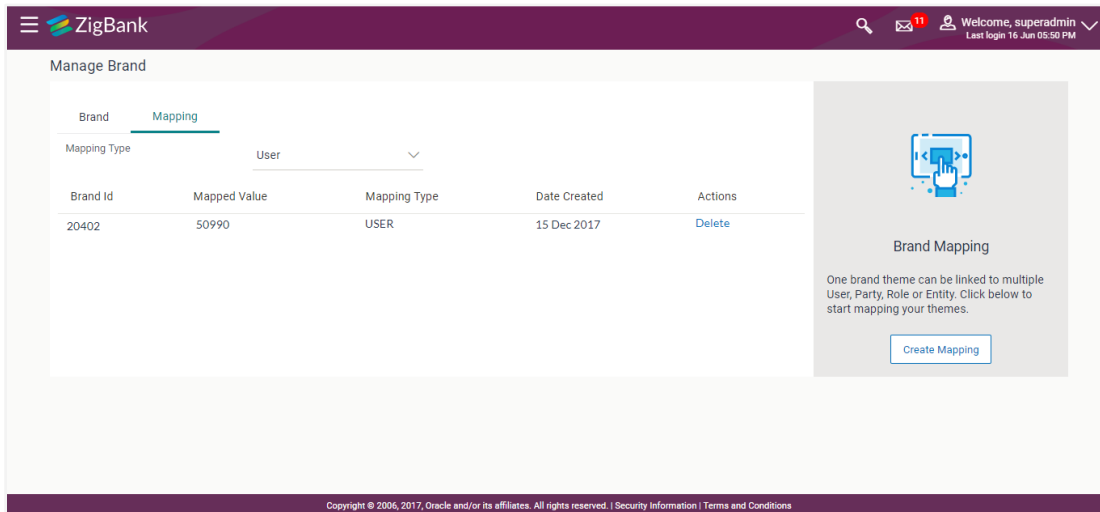 ZigBank
11
Welcome, superadmin
Last login 16 Jun 05:50 PM
Manage Brand
Brand Mapping
Mapping Type User
Brand Id Mapped Value Mapping Type Date Created Actions
20402 50990 USER 15 Dec 2017 Delete
Brand Mapping
One brand theme can be linked to multiple
User, Party, Role or Entity. Click below to
start mapping your themes.
Create Mapping
Copyright © 2006, 2017, Oracle and/or its affiliates. All rights reserved. | Security Information | Terms and Conditions